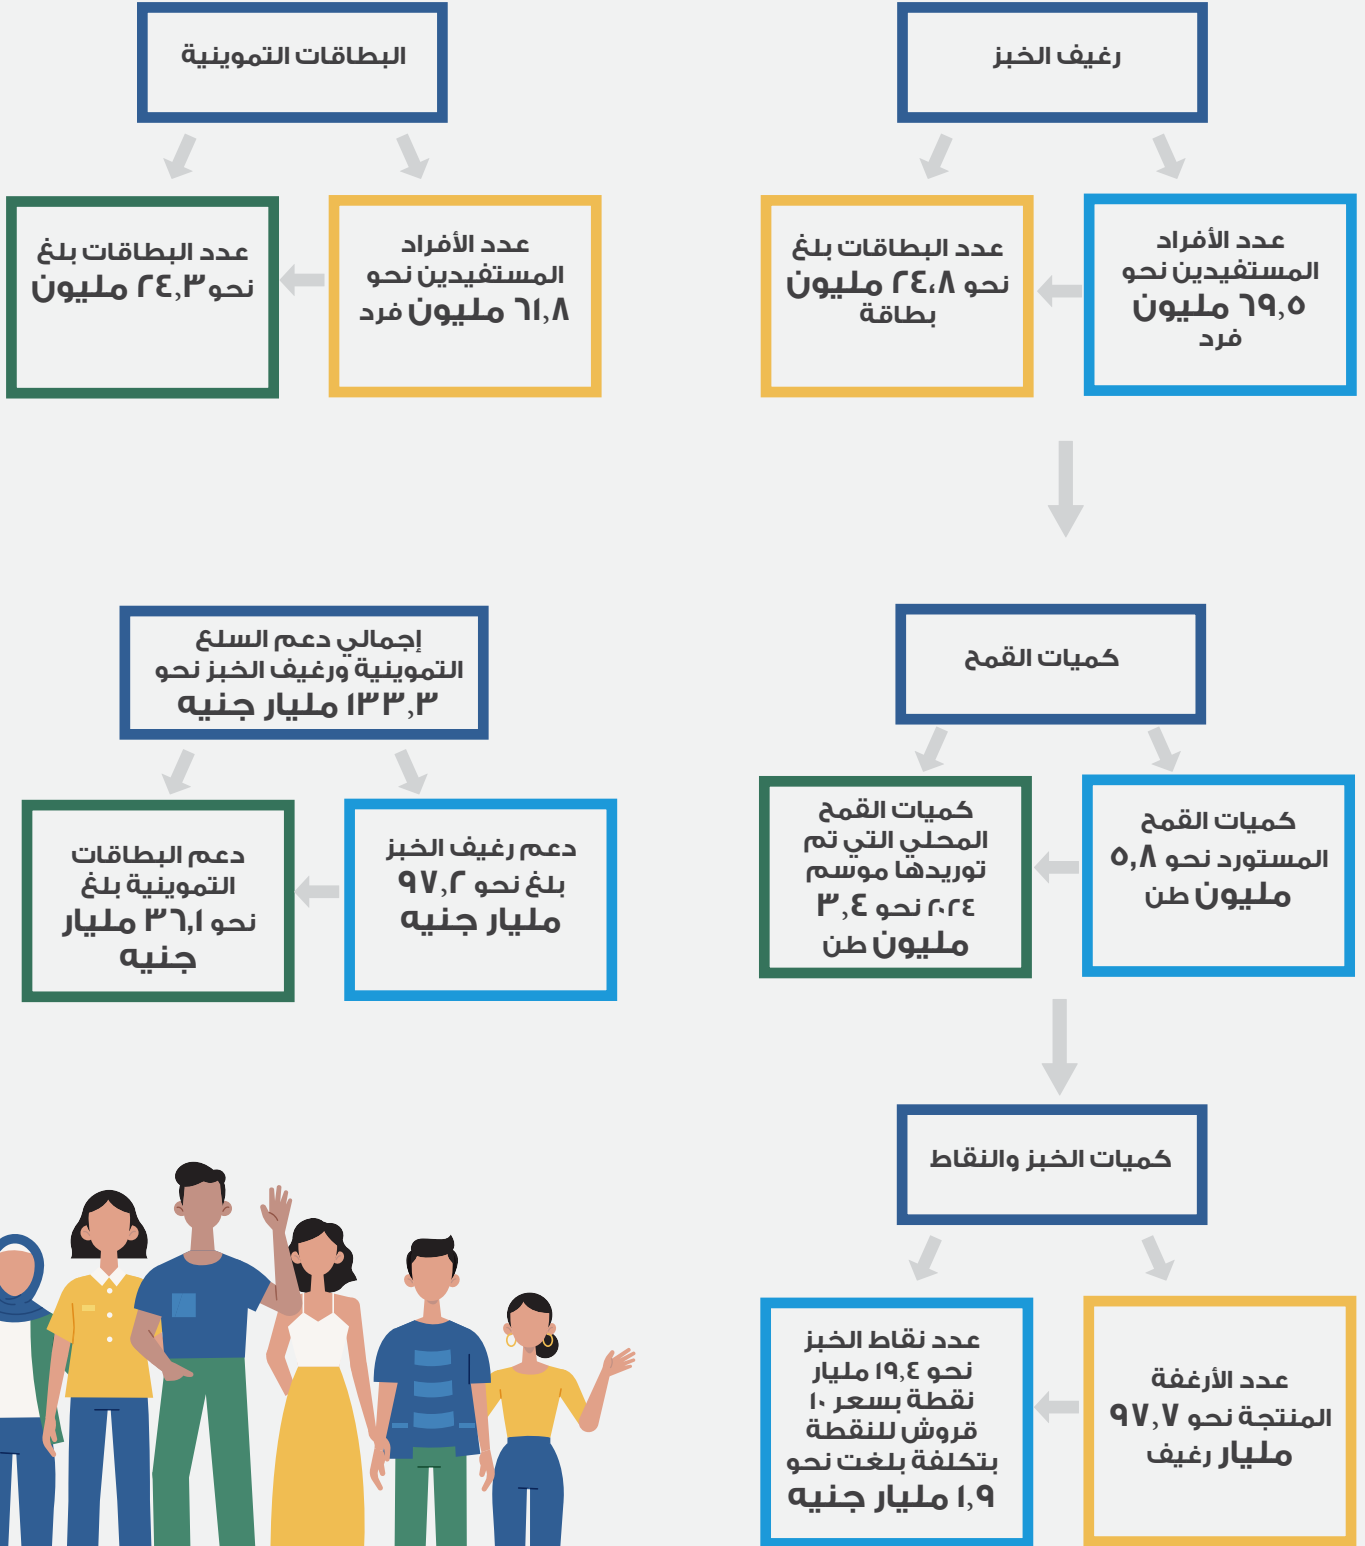 رغيف الخبز
عدد الأفراد
المستفيدين نحو
٦٩,٥ مليون
فرد
عدد البطاقات بلغ
نحو ٢٤،٨ مليون
بطاقة
البطاقات التموينية
عدد الأفراد
المستفيدين نحو
٦١,٨ مليون فرد
عدد البطاقات بلغ
نحو٢٤,٣ مليون
كميات القمح
كميات القمح
المستورد نحو ٥,٨
مليون طن
كميات القمح
المحلي التي تم
توريدها موسم
٢٠٢٤ نحو ٣,٤
مليون طن
إجمالي دعم السلع
التموينية ورغيف الخبز نحو
١٣٣,٣ مليار جنيه
دعم رغيف الخبز
بلغ نحو ٩٧,٢
مليار جنيه
دعم البطاقات
التموينية بلغ
نحو ٣٦,١ مليار
جنيه
كميات الخبز والنقاط
عدد الأرغفة
المنتجة نحو ٩٧,٧
مليار رغيف
عدد نقاط الخبز
نحو ١٩,٤ مليار
نقطة بسعر ١٠
قروش للنقطة
بتكلفة بلغت نحو
١,٩ مليار جنيه